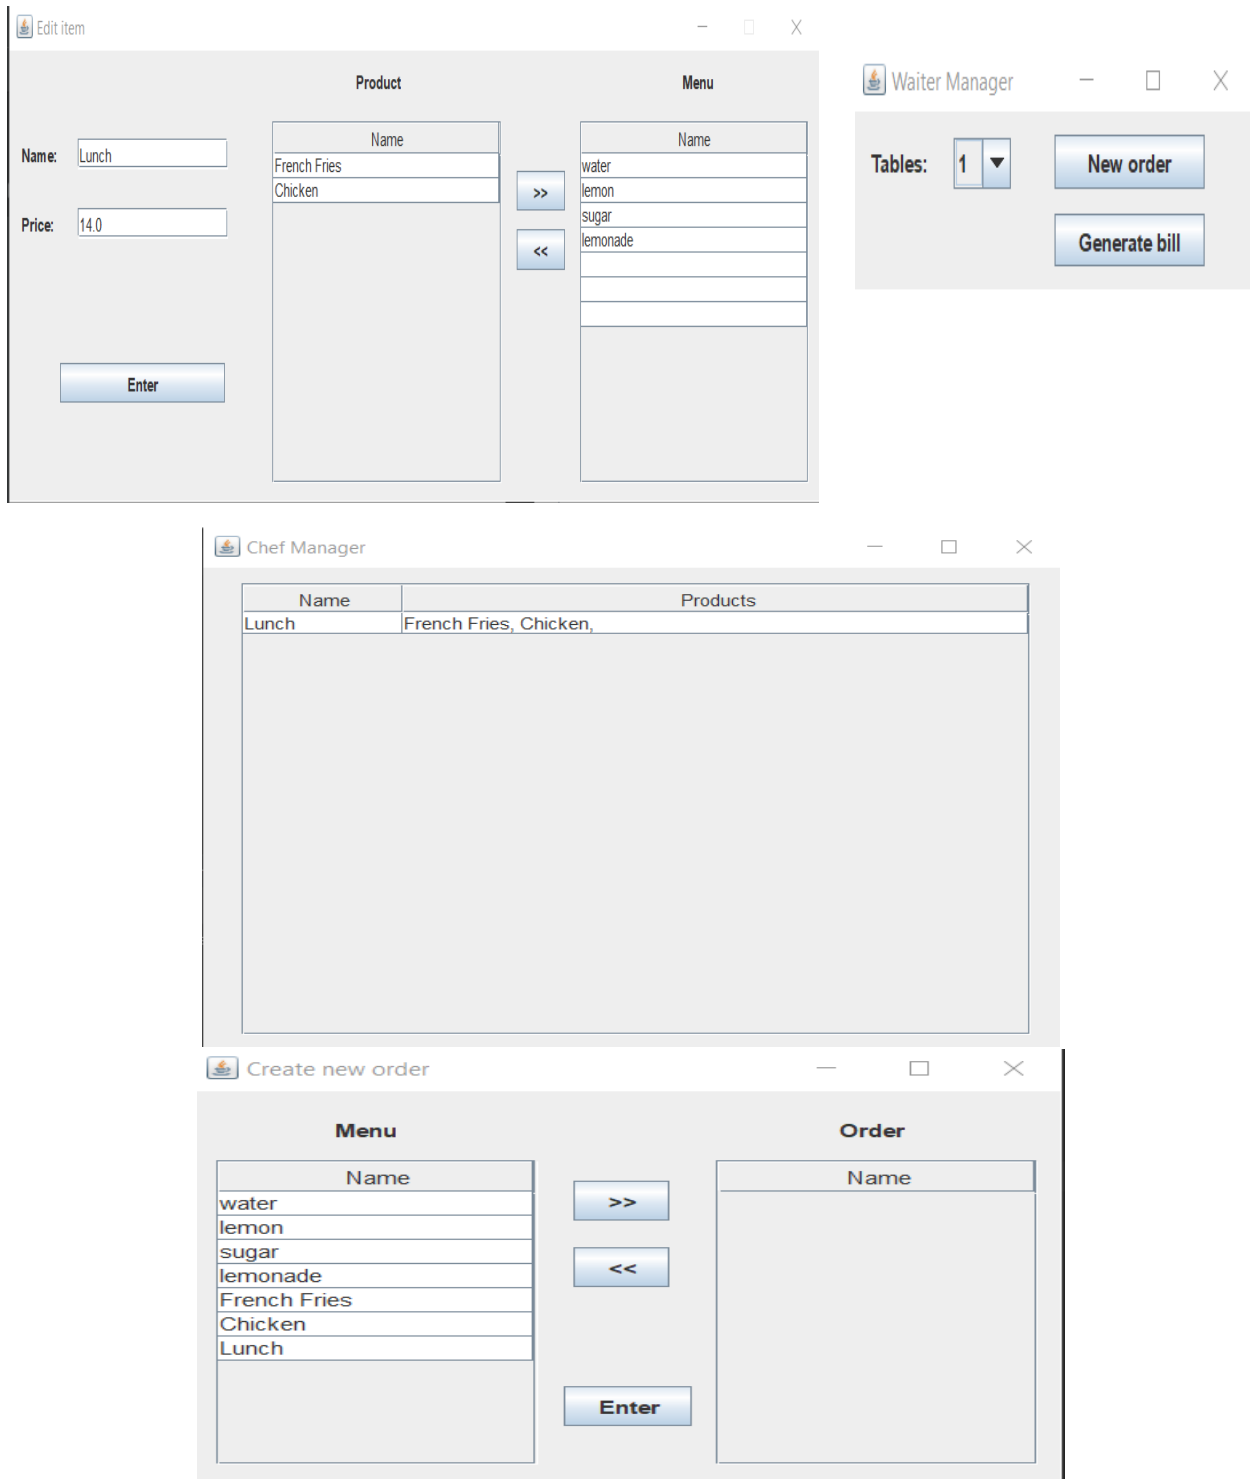 Edit item
Product
Menu
Name: Lunch
Price: 14.0
Enter
Name
French Fries
Chicken
>>
<<
Name
water
lemon
sugar
lemonade
Waiter Manager
Tables: 1
New order
Generate bill
Chef Manager
Name Products
Lunch French Fries, Chicken,
Create new order
Menu
Order
Name
water
lemon
sugar
lemonade
French Fries
Chicken
Lunch
>>
<<
Enter
Name